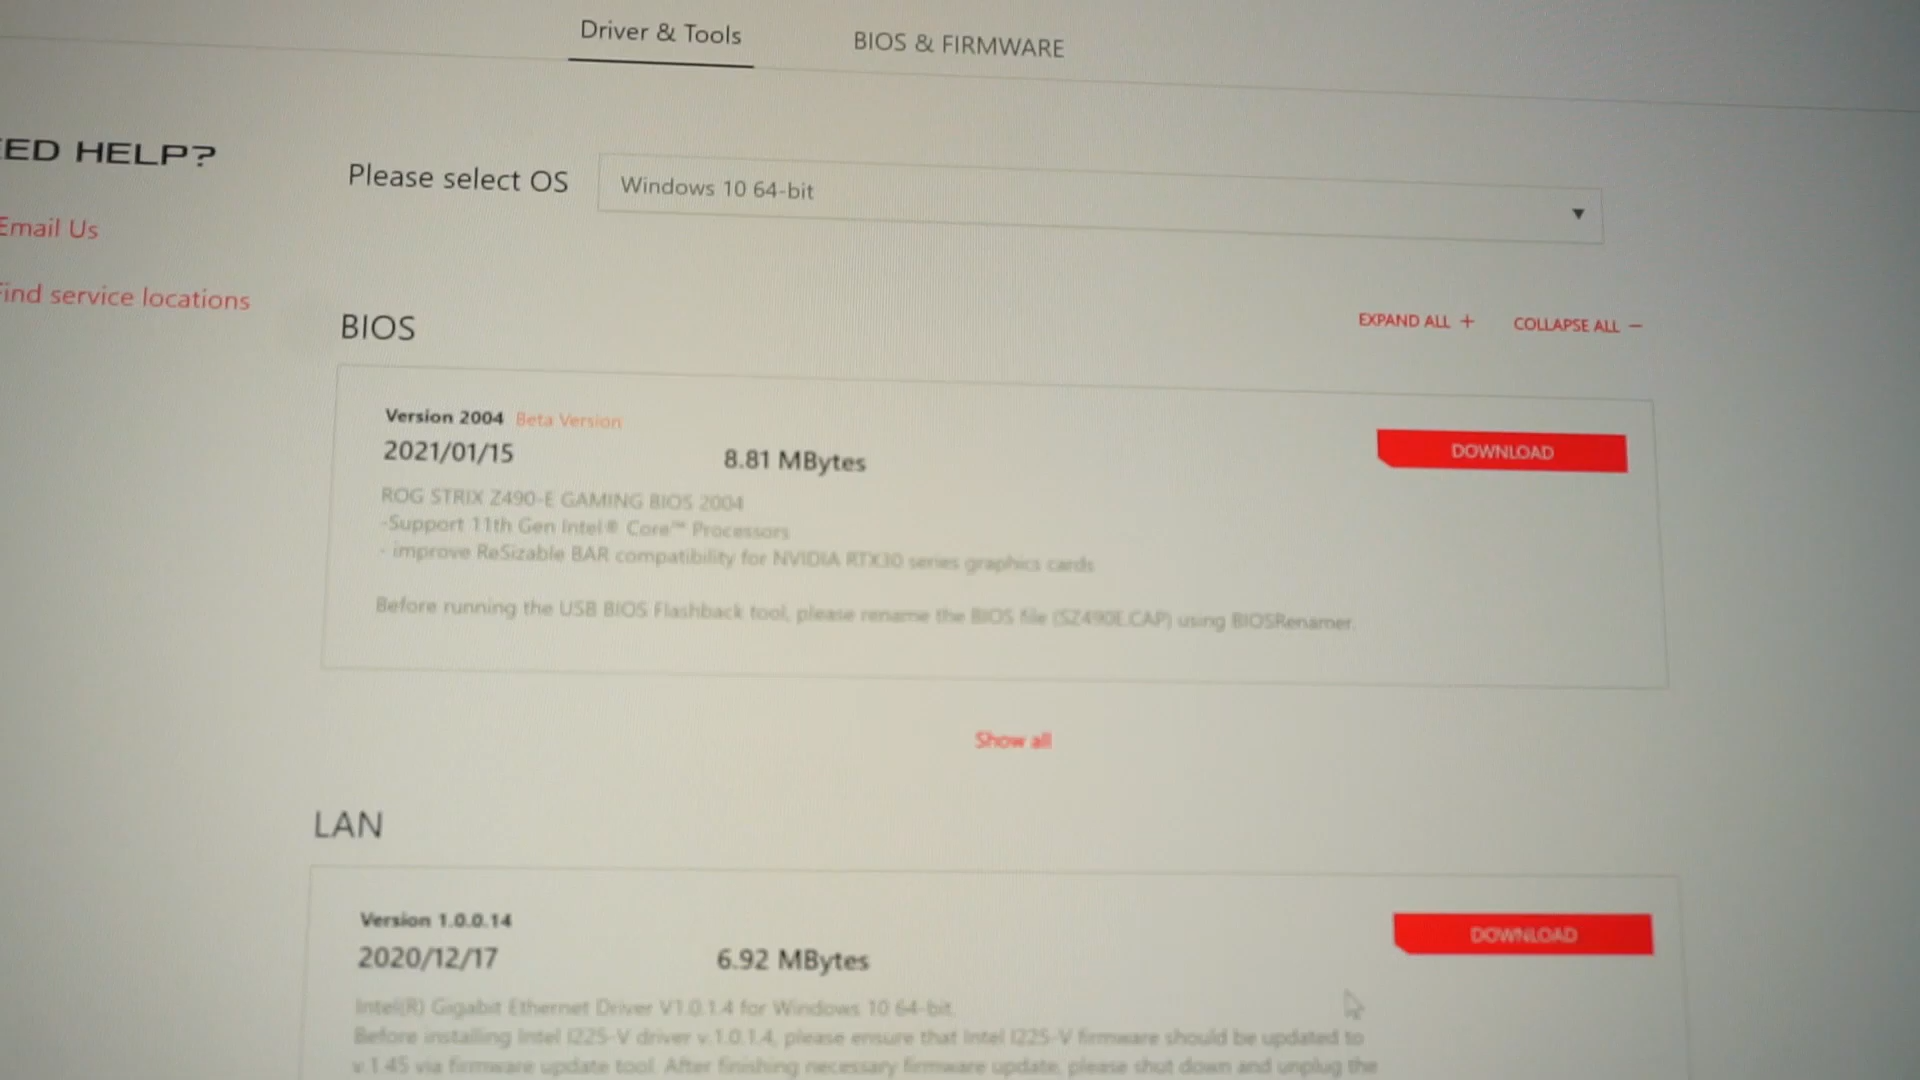 Driver & Tools
BIOS & FIRMWARE
EED HELP?
Email Us
Find service locations
Please select OS
Windows 10 64-bit
BIOS
EXPAND ALL +
COLLAPSE ALL −
Version 2004 Beta Version
2021/01/15
8.81 MBytes
DOWNLOAD
ROG STRIX Z490-E GAMING BIOS 2004
-Support 11th Gen Intel® Core™ Processors
- improve ReSizable BAR compatibility for NVIDIA RTX30 series graphics cards
Before running the USB BIOS Flashback tool, please rename the BIOS file (SZ490E.CAP) using BIOSRenamer.
Show all
LAN
Version 1.0.0.14
2020/12/17
6.92 MBytes
DOWNLOAD
Intel(R) Gigabit Ethernet Driver V1.0.1.4 for Windows 10 64-bit.
Before installing Intel I225-V driver v.1.0.1.4, please ensure that Intel I225-V firmware should be updated to
v.1.45 via firmware update tool. After finishing necessary firmware update, please shut down and unplug the